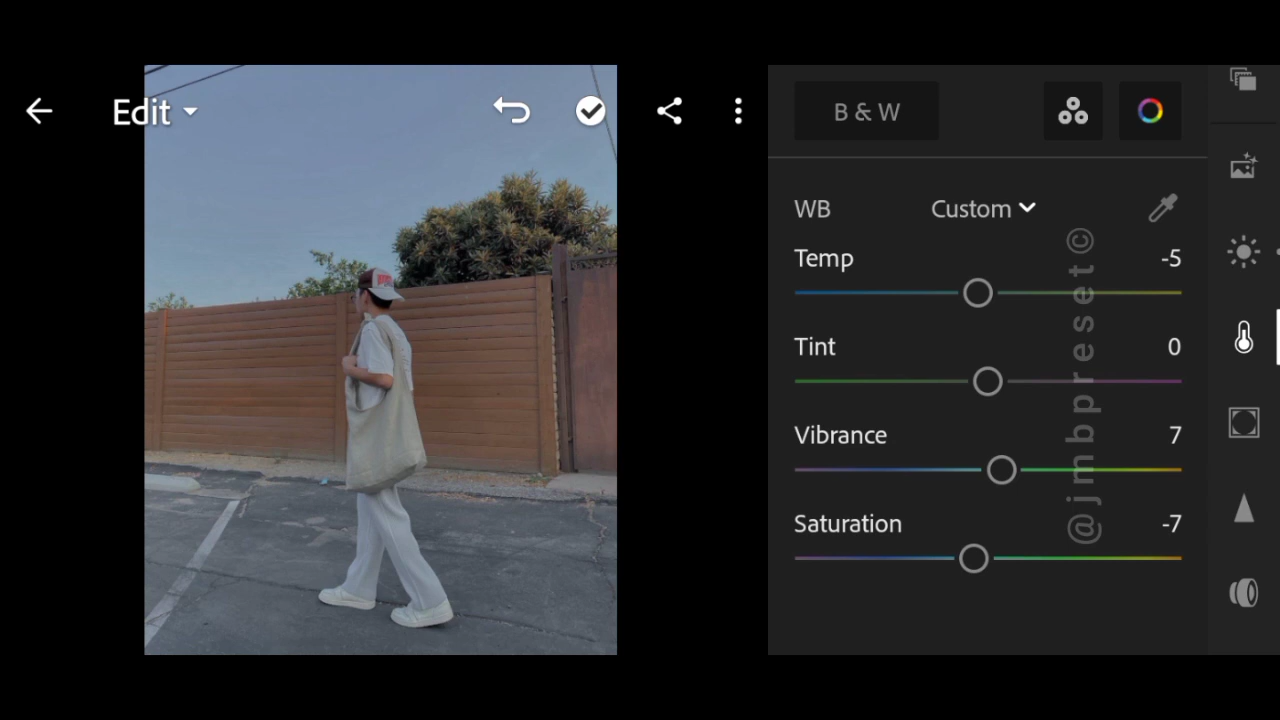 Edit
B & W
WB Custom
Temp -5
Tint 0
Vibrance 7
Saturation -7
@jmbpreset©